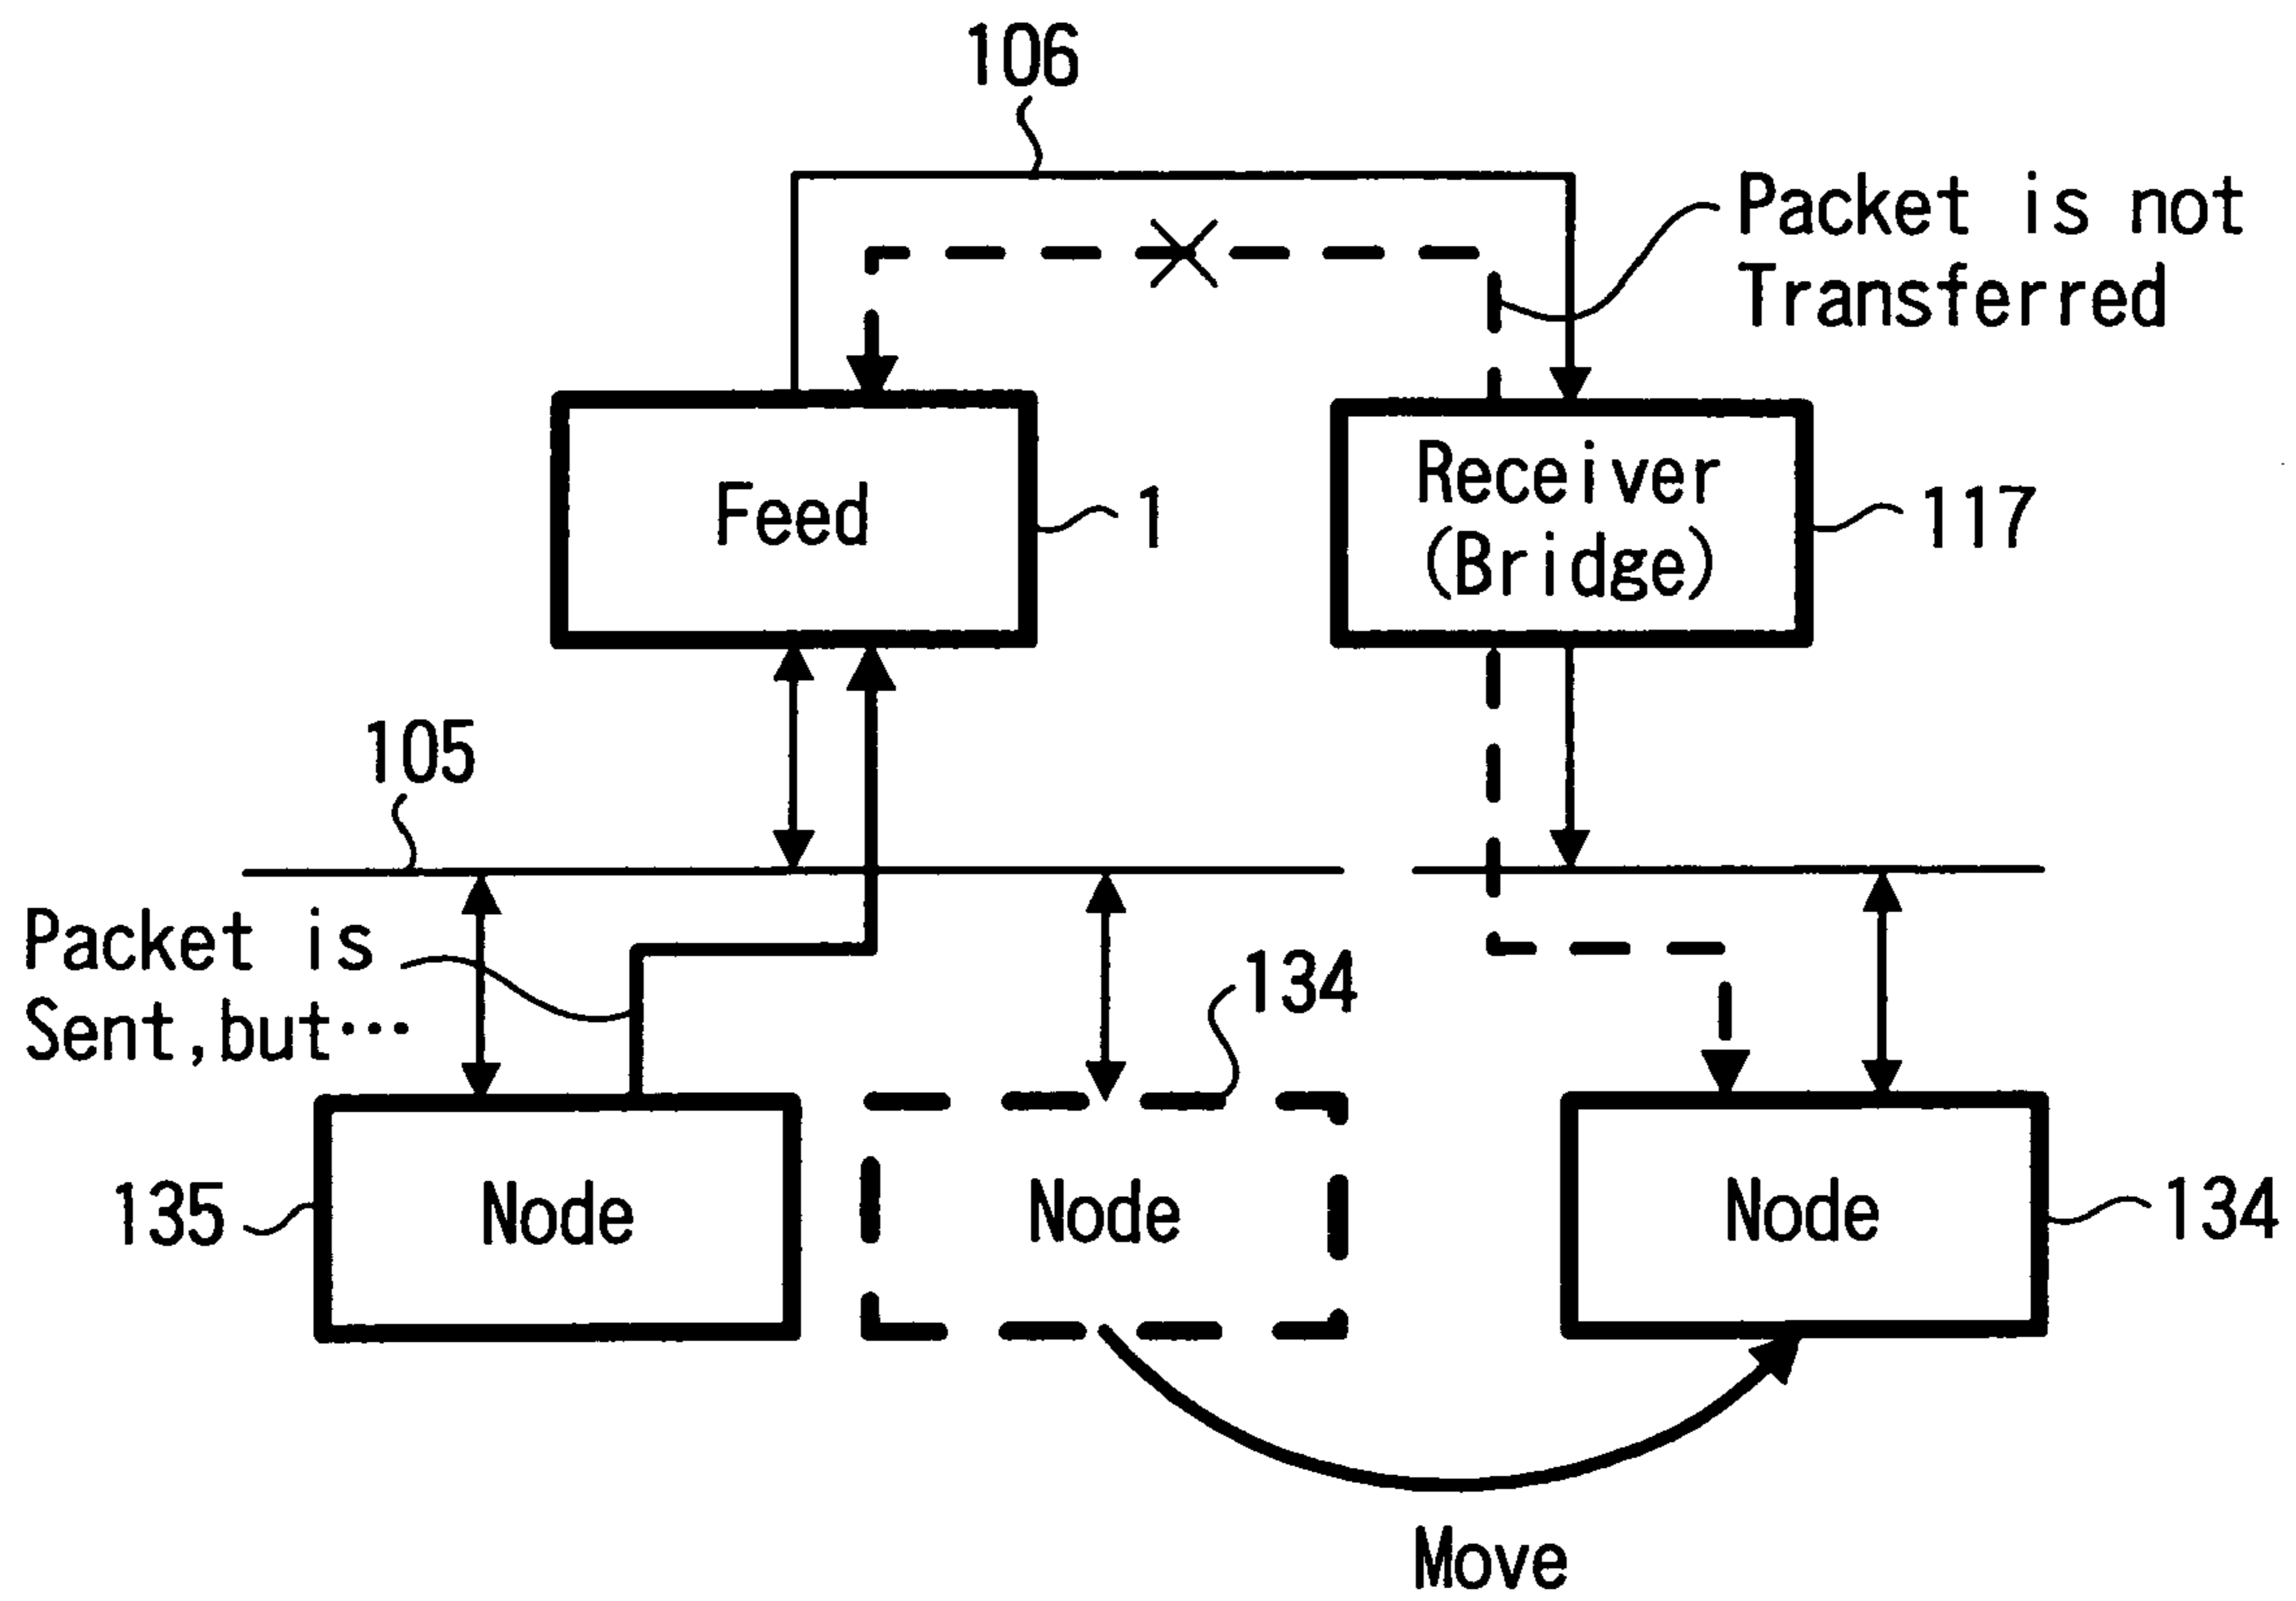 106
Packet is not
Transferred
Feed
1
Receiver
(Bridge)
117
105
Packet is
Sent,but···
134
135
Node
Node
Node
134
Move